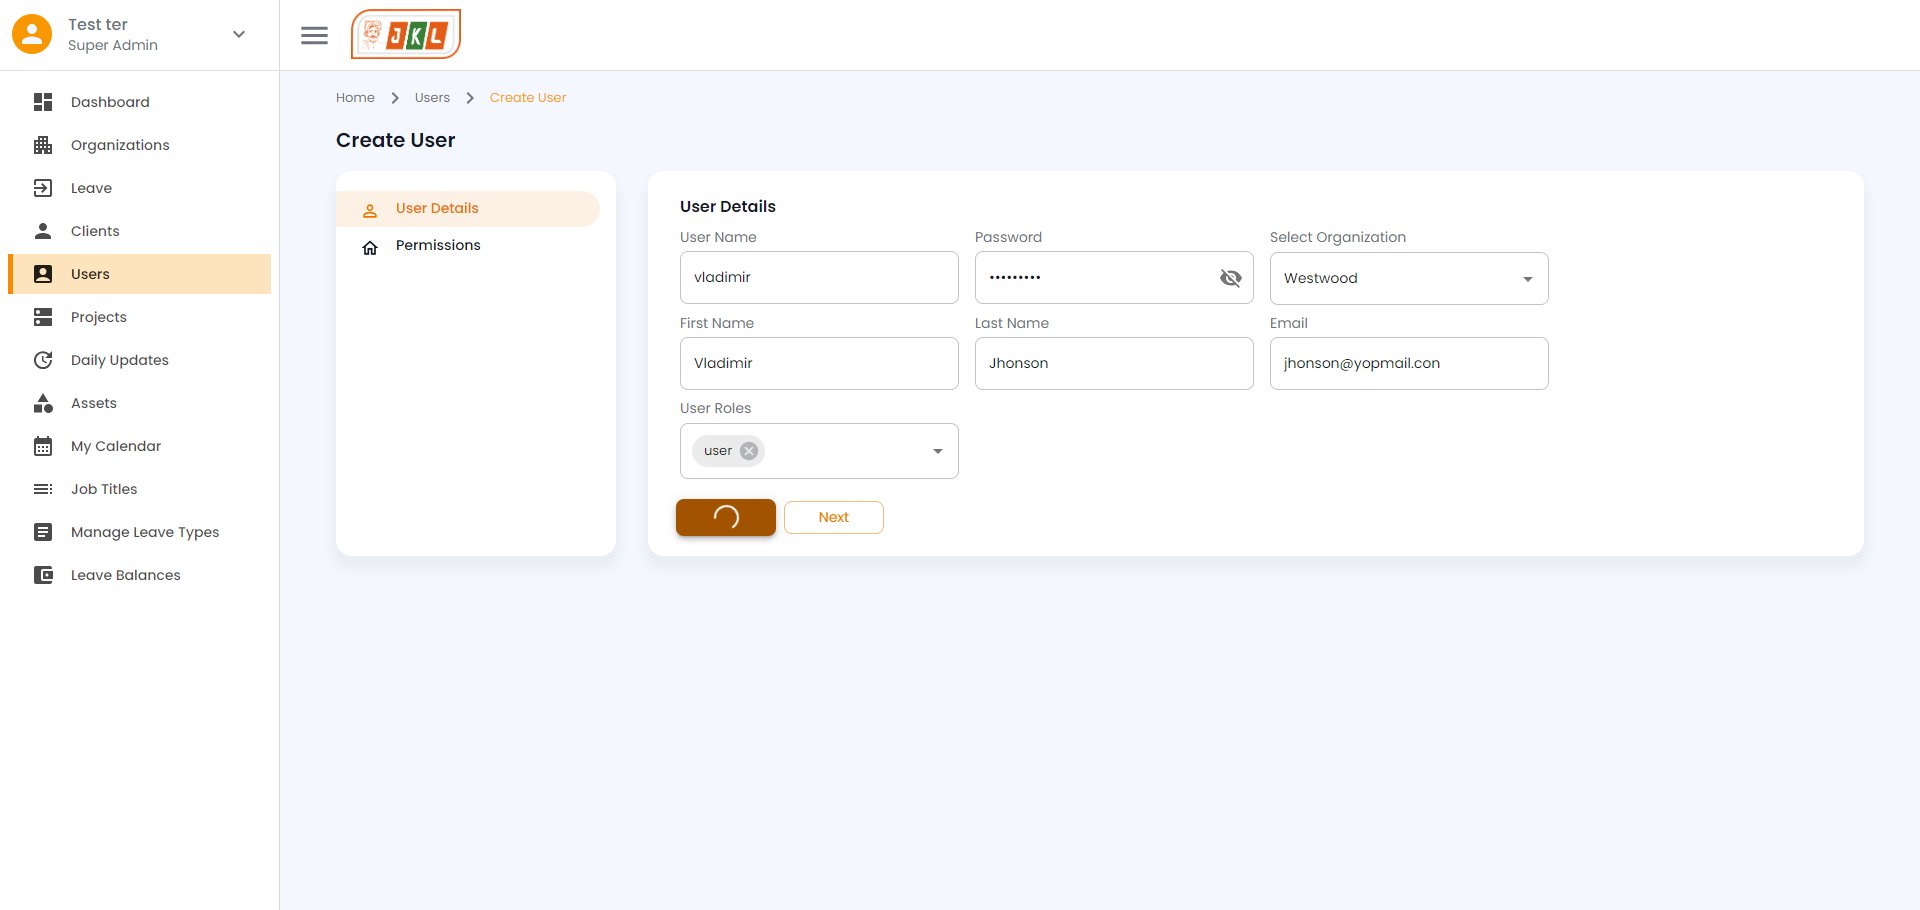 Test ter
Super Admin
JKL
Dashboard
Organizations
Leave
Clients
Users
Projects
Daily Updates
Assets
My Calendar
Job Titles
Manage Leave Types
Leave Balances
Home Users Create User
Create User
User Details
Permissions
User Details
User Name Password Select Organization
vladimir ••••••••• Westwood
First Name Last Name Email
Vladimir Jhonson jhonson@yopmail.con
User Roles
user
Next